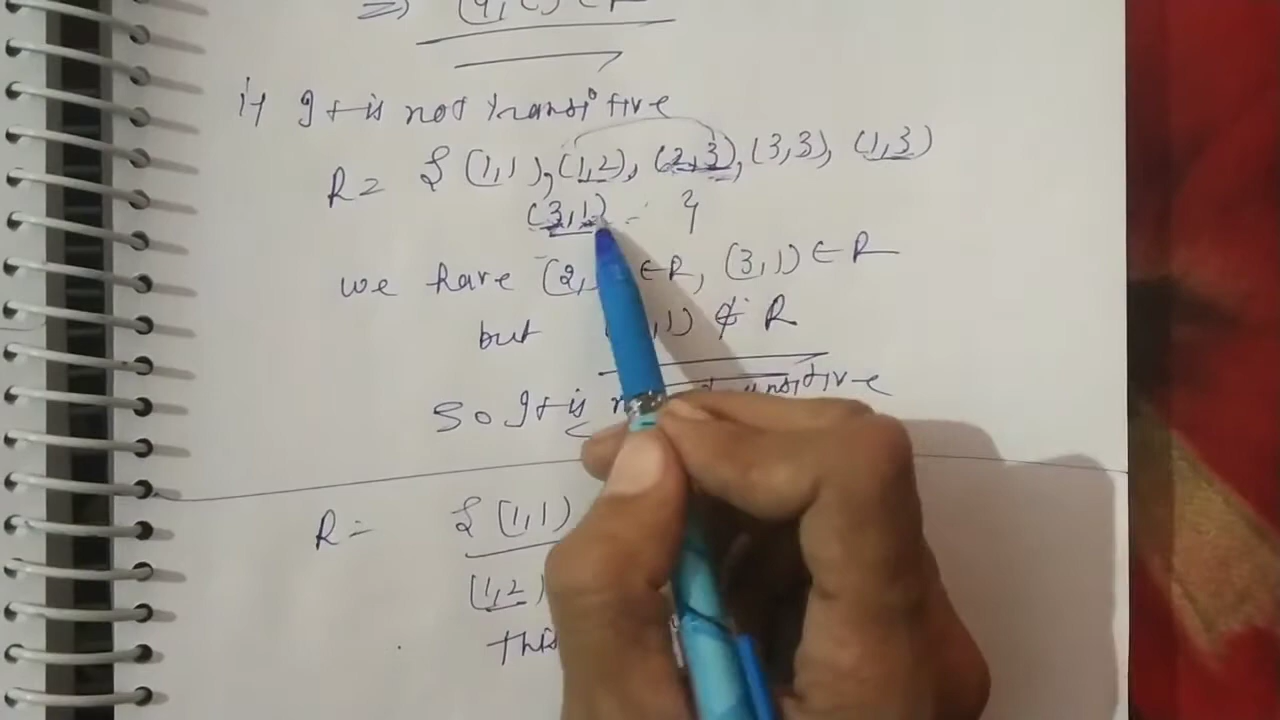 =>
if It is not transitive
R = { (1,1), (1,2), (2,3), (3,3), (1,3)
(3,1) }
we have (2, ∈ R, (3,1) ∈ R
but ,1) ∉ R
So It is
R = { (1,1)
(1,2)
This